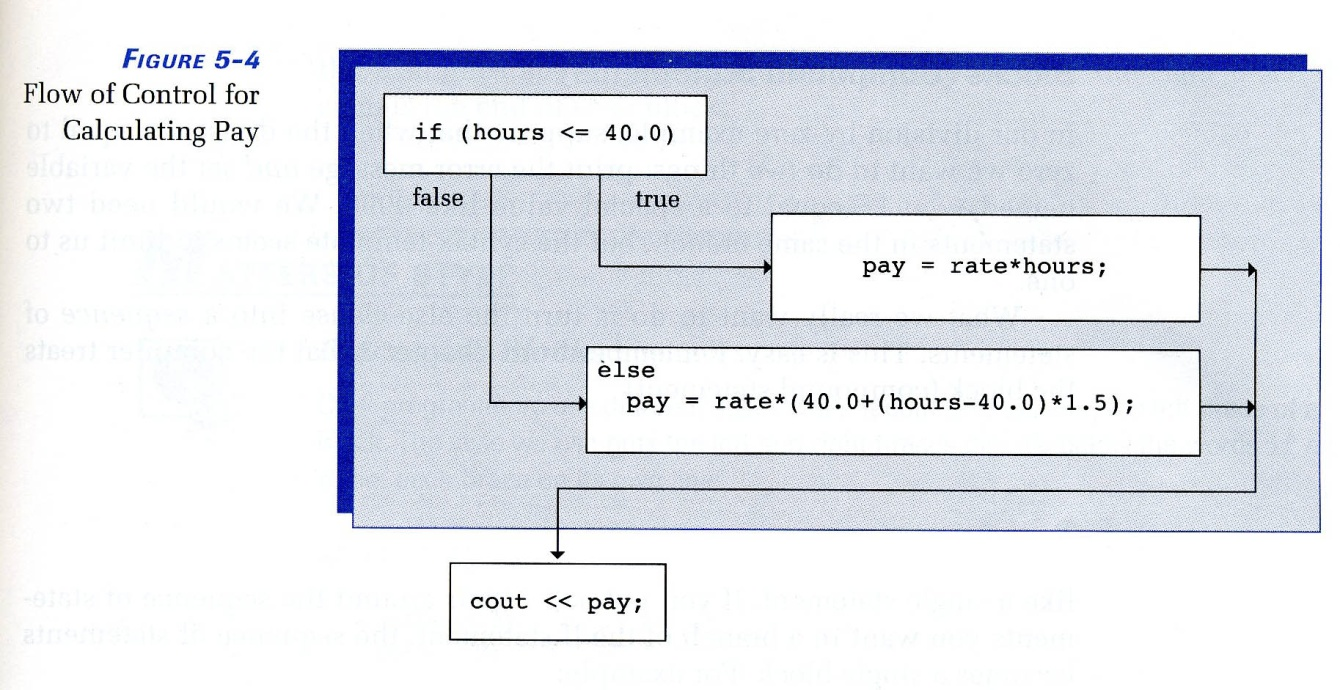 FIGURE 5-4
Flow of Control for
Calculating Pay
if (hours <= 40.0)
false
true
pay = rate*hours;
else
pay = rate*(40.0+(hours-40.0)*1.5);
cout << pay;